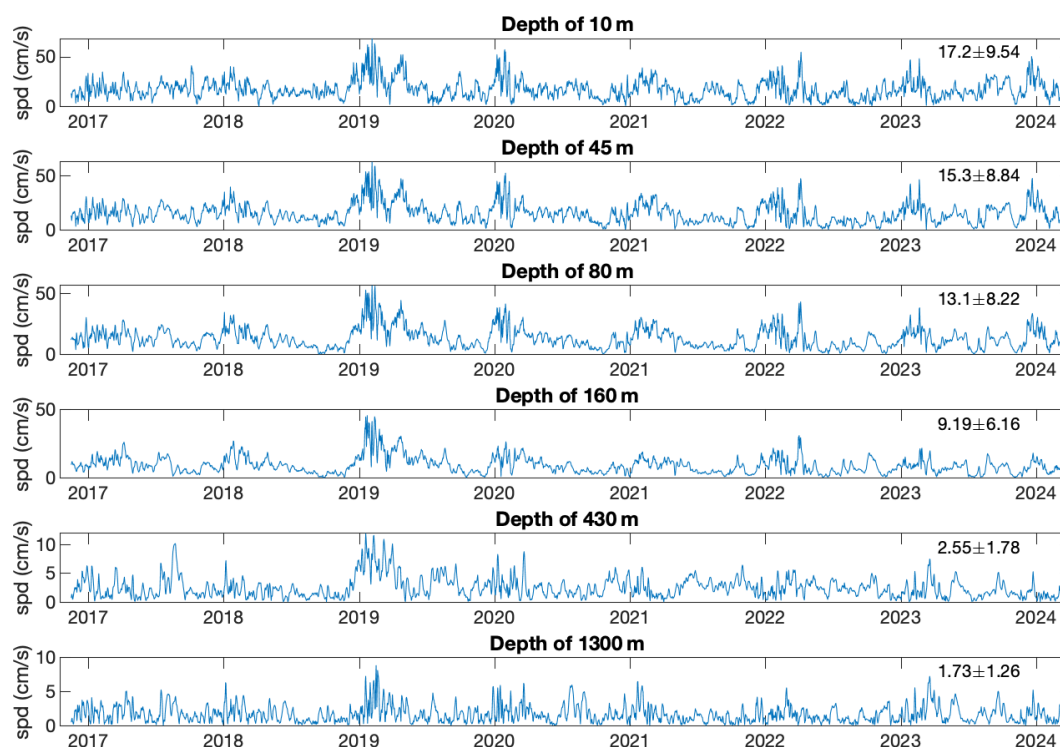 Depth of 10 m
spd (cm/s)
50
0
17.2±9.54
2017 2018 2019 2020 2021 2022 2023 2024
Depth of 45 m
spd (cm/s)
50
0
15.3±8.84
2017 2018 2019 2020 2021 2022 2023 2024
Depth of 80 m
spd (cm/s)
50
0
13.1±8.22
2017 2018 2019 2020 2021 2022 2023 2024
Depth of 160 m
spd (cm/s)
50
0
9.19±6.16
2017 2018 2019 2020 2021 2022 2023 2024
Depth of 430 m
spd (cm/s)
10
5
0
2.55±1.78
2017 2018 2019 2020 2021 2022 2023 2024
Depth of 1300 m
spd (cm/s)
10
5
0
1.73±1.26
2017 2018 2019 2020 2021 2022 2023 2024